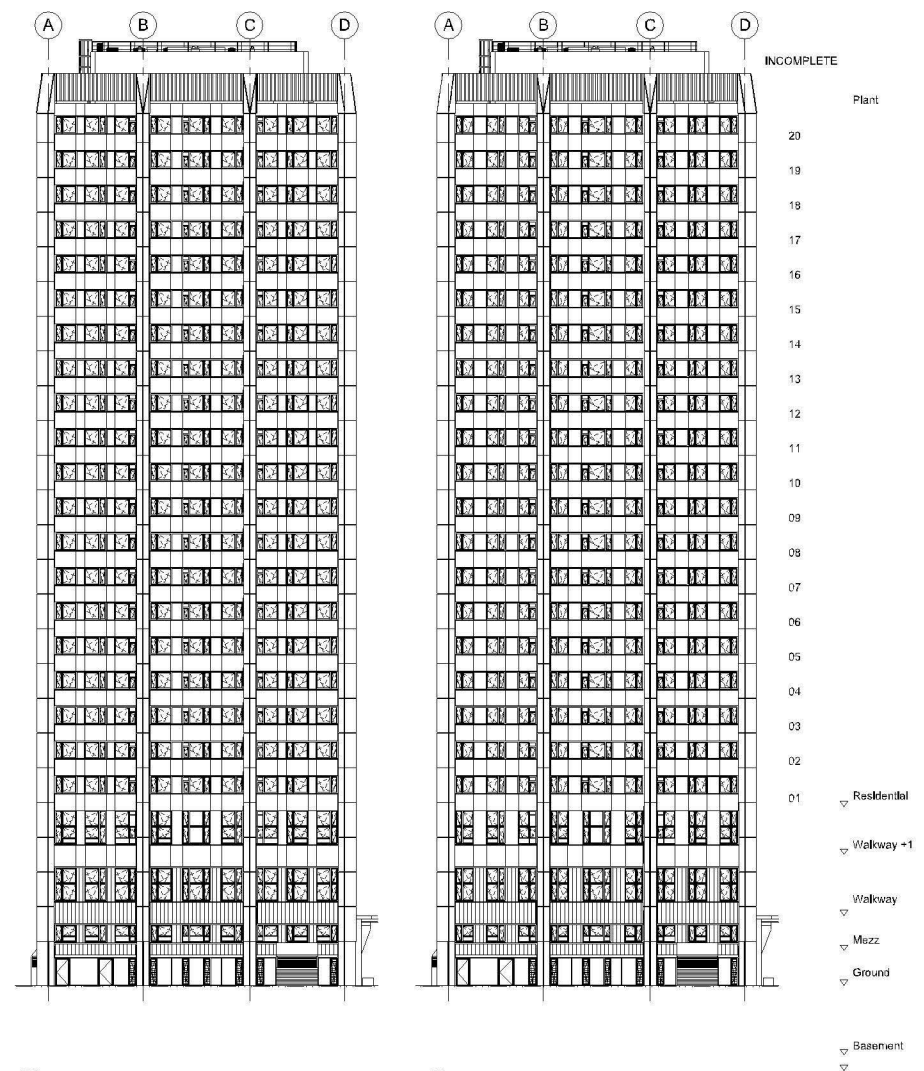 A B C D A B C D
INCOMPLETE
Plant
20
19
18
17
16
15
14
13
12
11
10
09
08
07
06
05
04
03
02
01
Residential
Walkway +1
Walkway
Mezz
Ground
Basement